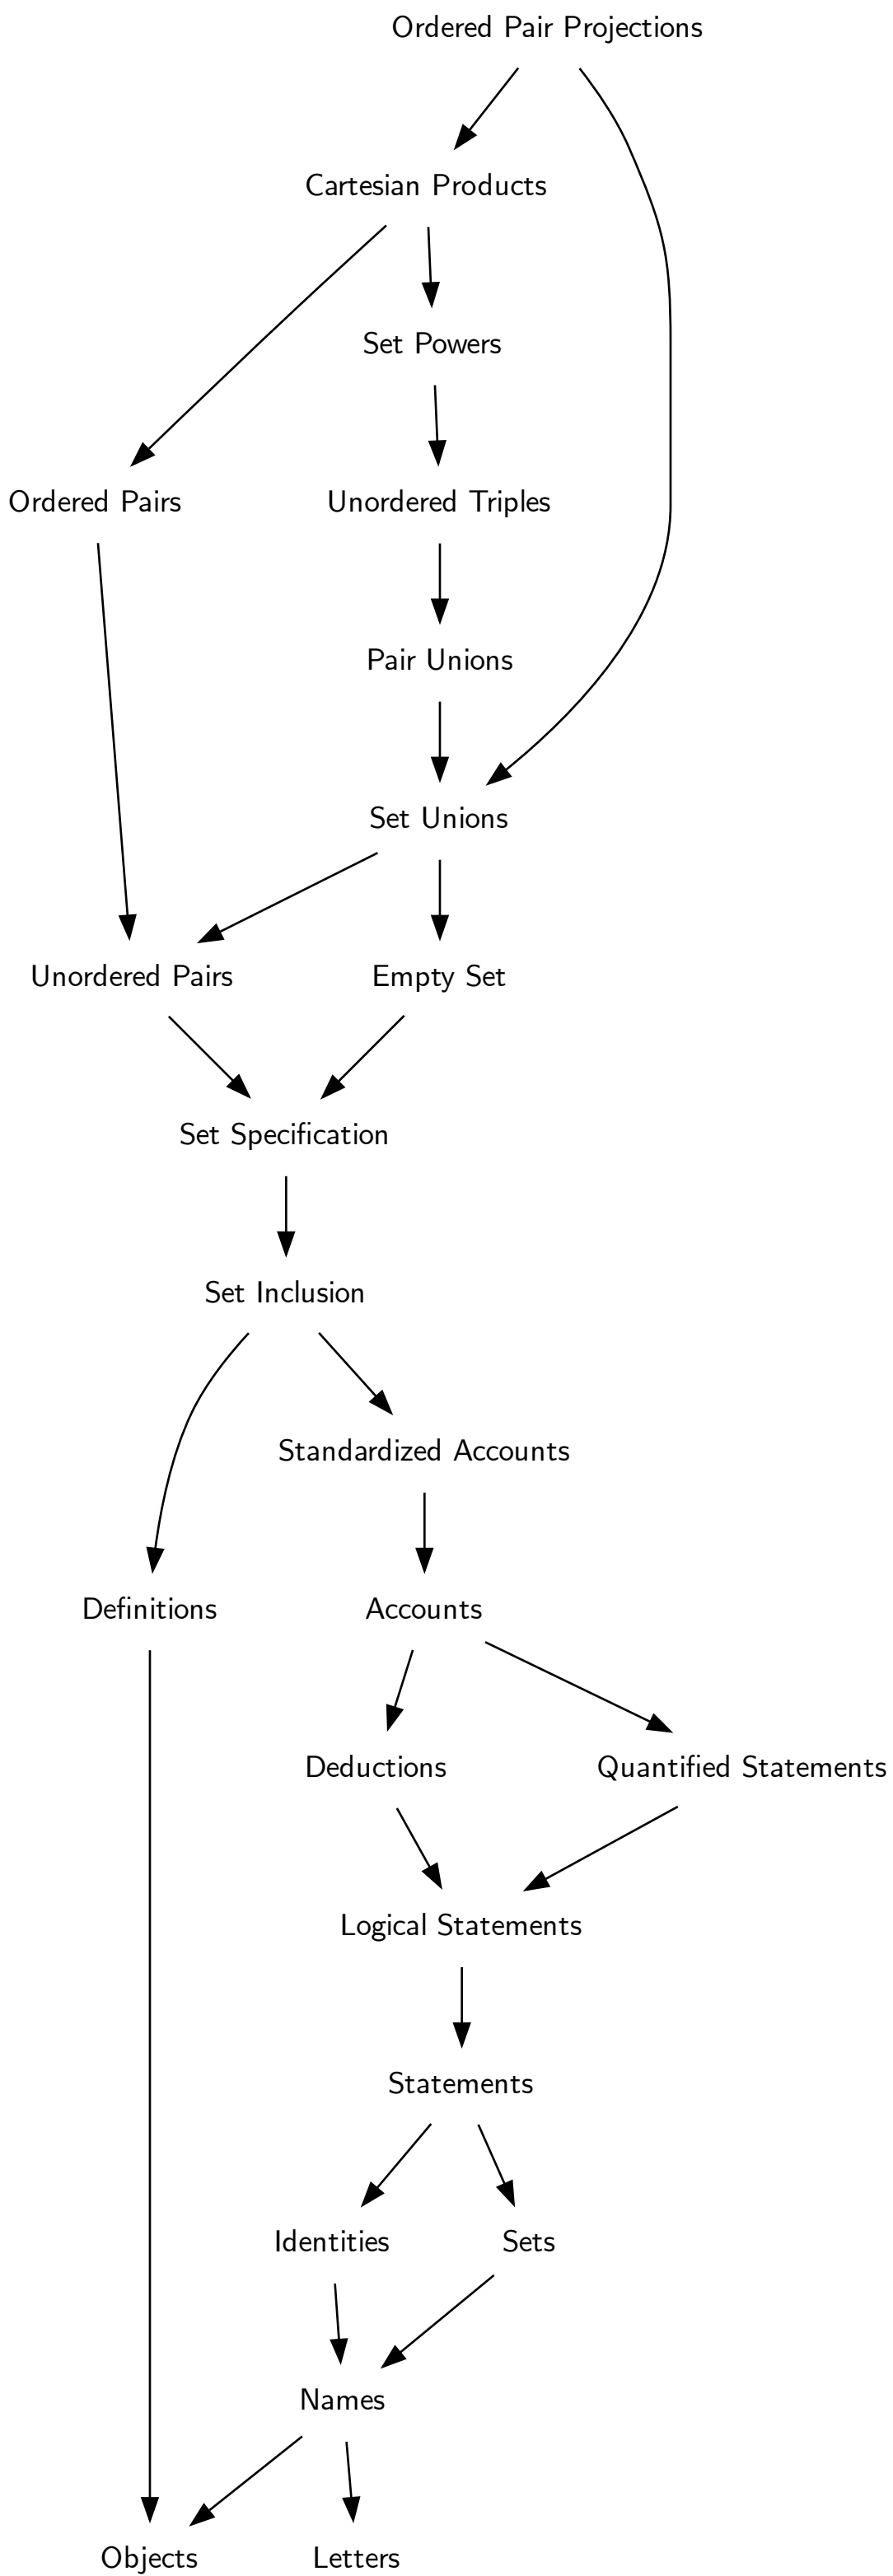 Ordered Pair Projections
Cartesian Products
Set Powers
Ordered Pairs
Unordered Triples
Pair Unions
Set Unions
Unordered Pairs
Empty Set
Set Specification
Set Inclusion
Standardized Accounts
Definitions
Accounts
Deductions
Quantified Statements
Logical Statements
Statements
Identities
Sets
Names
Objects
Letters